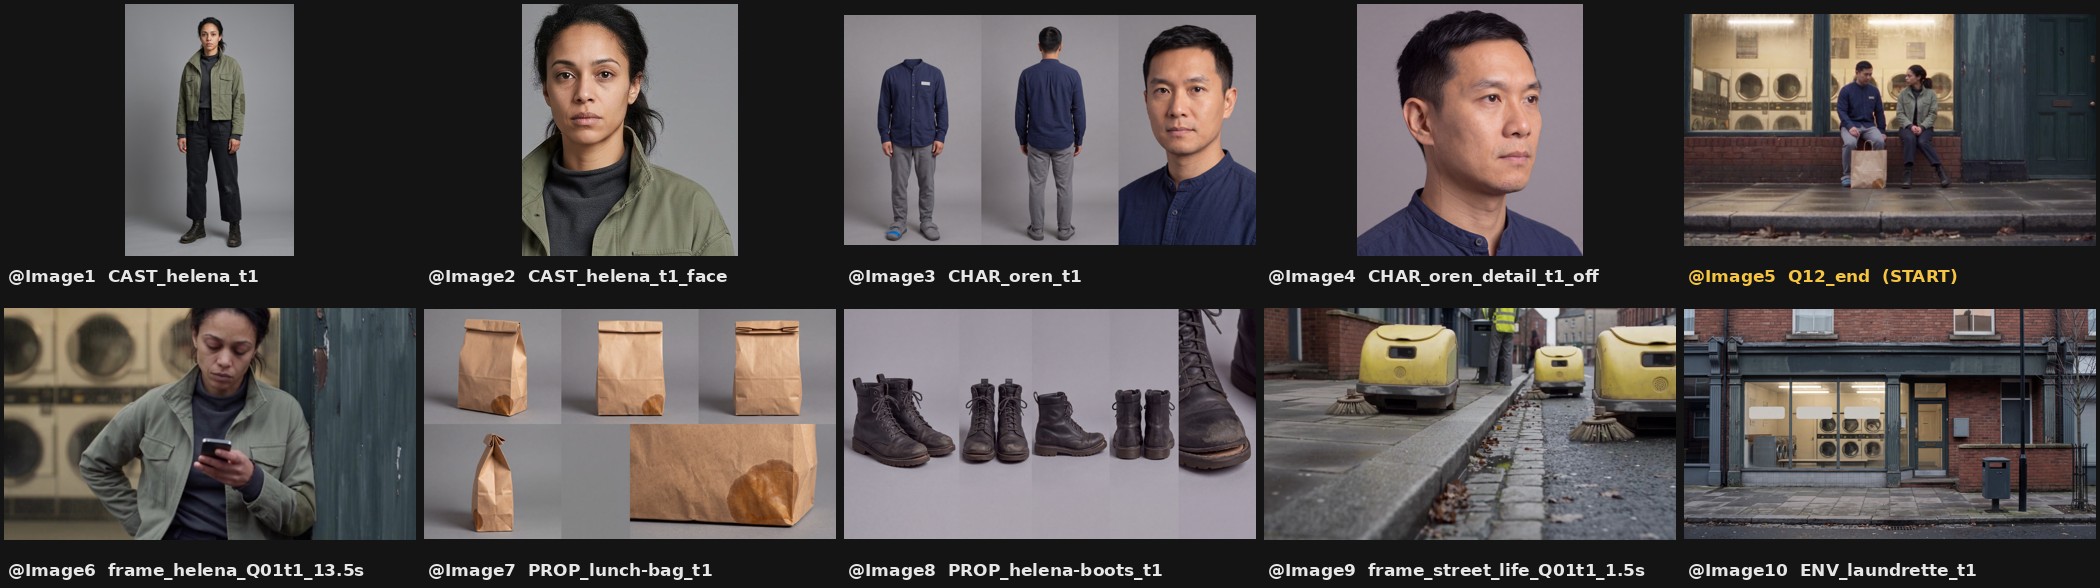 @Image1 CAST_helena_t1
@Image2 CAST_helena_t1_face
@Image3 CHAR_oren_t1
@Image4 CHAR_oren_detail_t1_off
@Image5 Q12_end (START)
@Image6 frame_helena_Q01t1_13.5s
@Image7 PROP_lunch-bag_t1
@Image8 PROP_helena-boots_t1
@Image9 frame_street_life_Q01t1_1.5s
@Image10 ENV_laundrette_t1